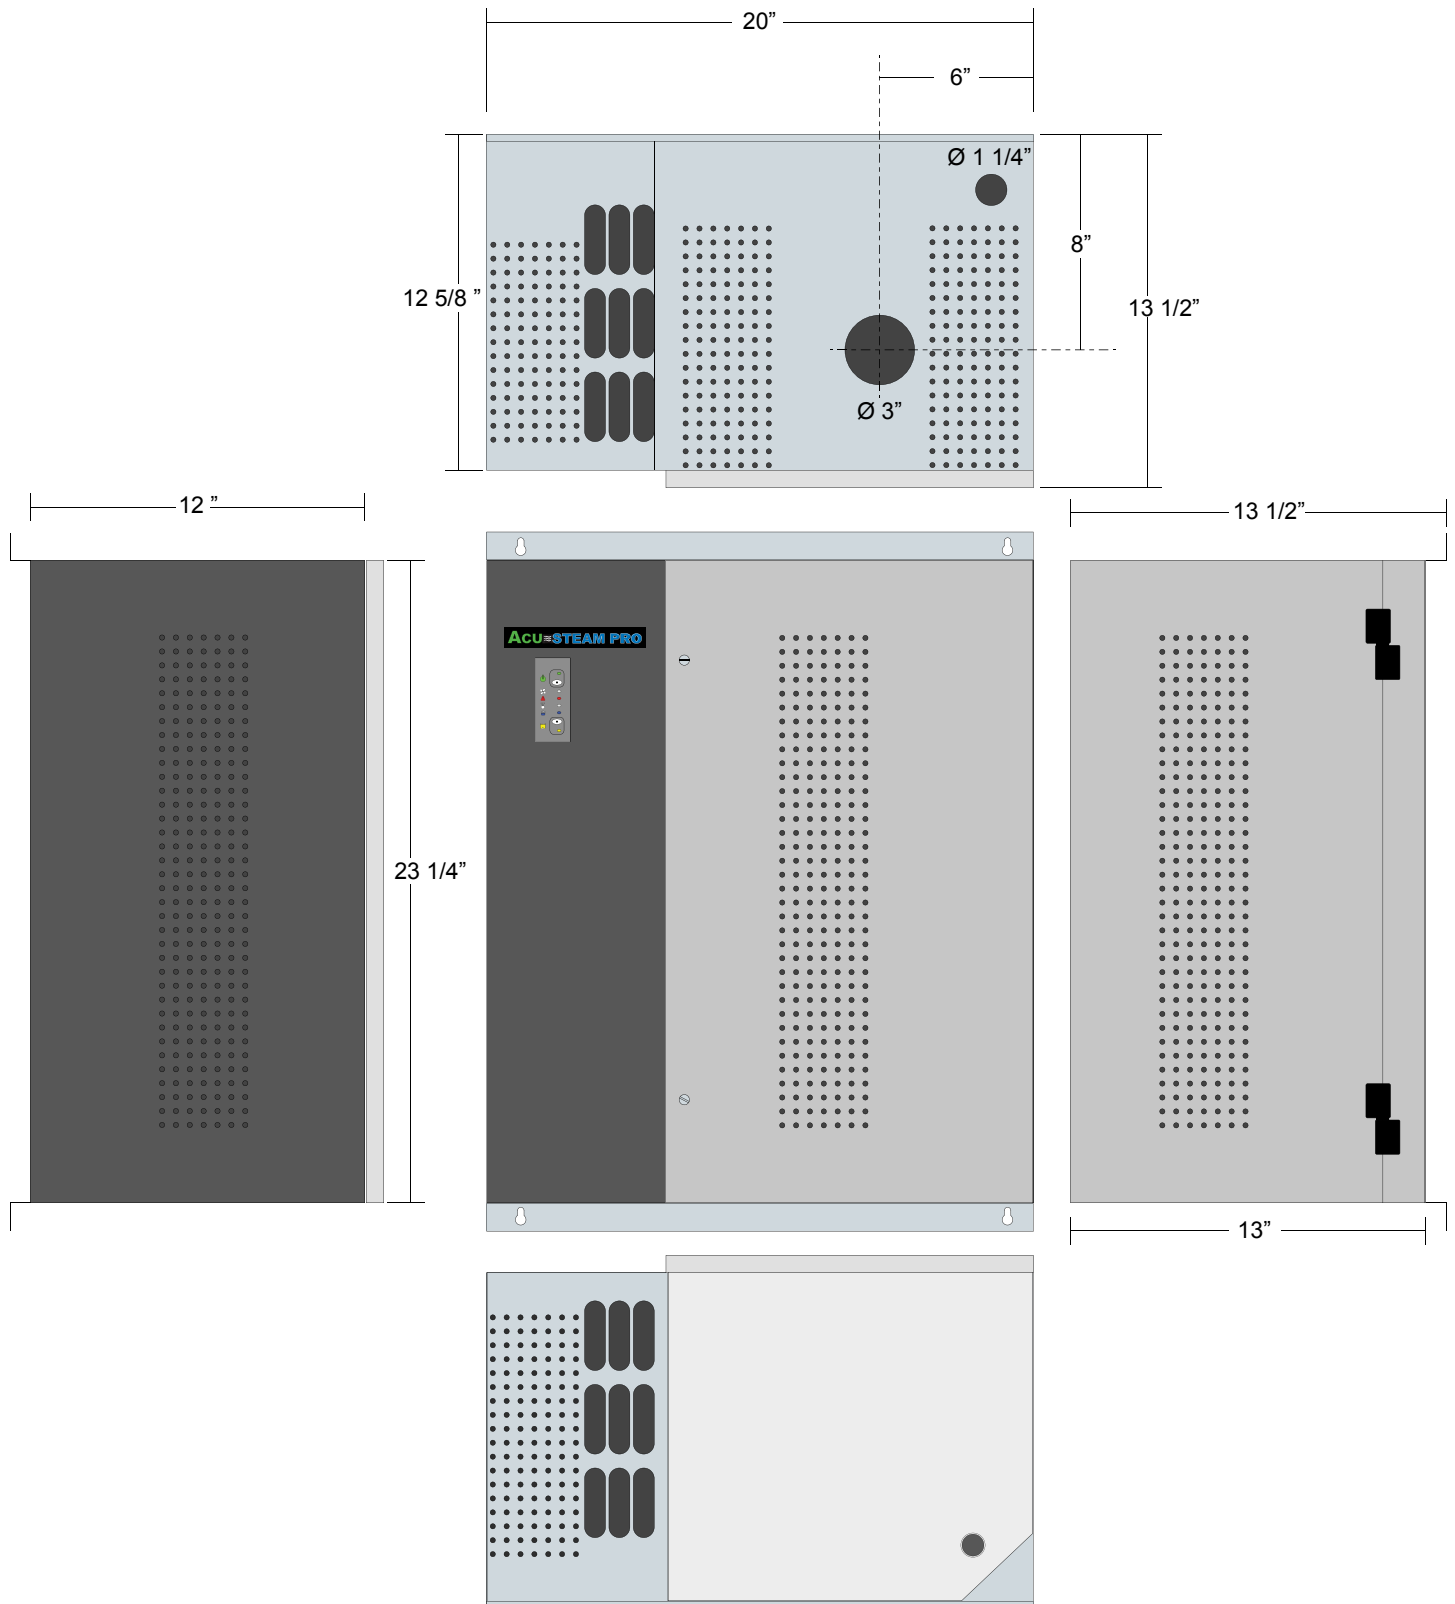 20”
6”
Ø 1 1/4”
8”
12 5/8 ”
13 1/2”
Ø 3”
12 ”
13 1/2”
ACU≋STEAM PRO
23 1/4”
13”